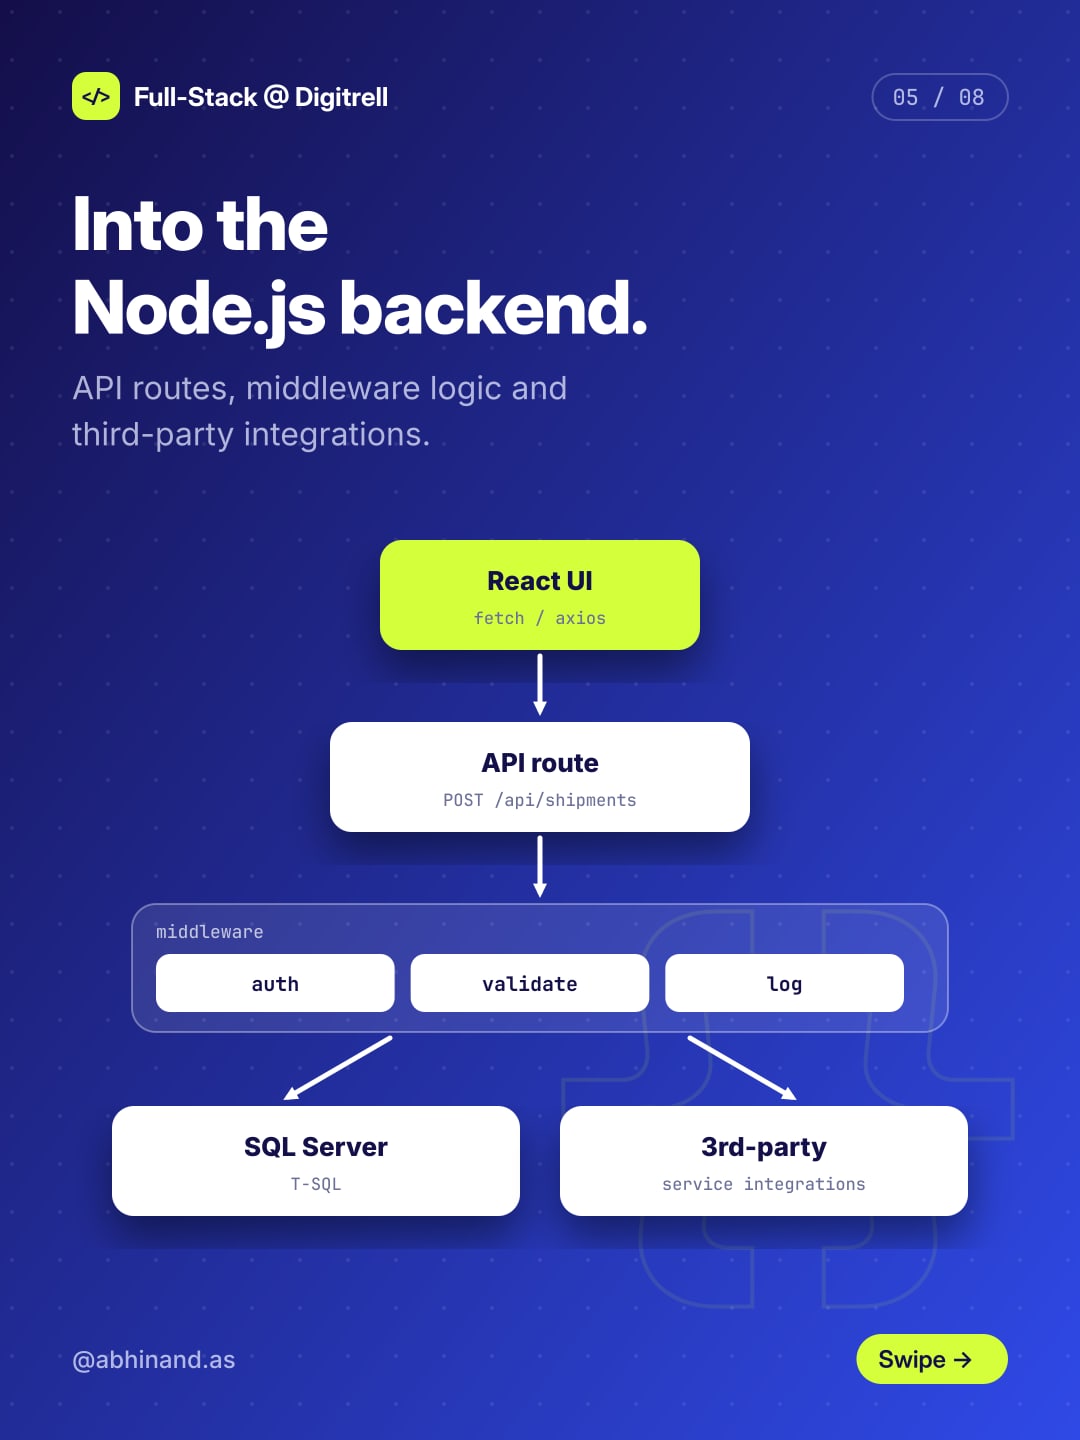 </>
Full-Stack @ Digitrell
05 / 08
Into the
Node.js backend.
API routes, middleware logic and
third-party integrations.
React UI
fetch / axios
API route
POST /api/shipments
middleware
auth
validate
log
SQL Server
T-SQL
3rd-party
service integrations
{}
@abhinand.as
Swipe →